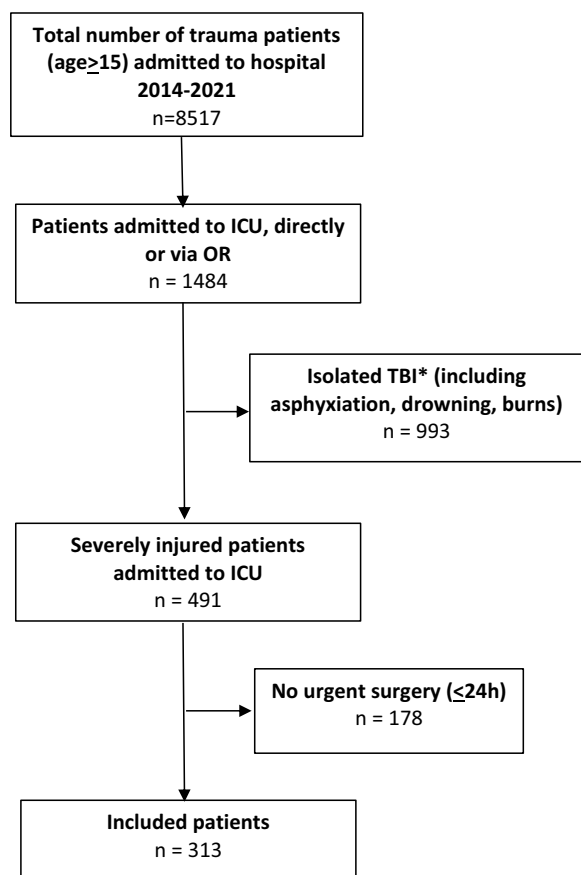 Total number of trauma patients
(age≥15) admitted to hospital
2014-2021
n=8517
Patients admitted to ICU, directly
or via OR
n = 1484
Isolated TBI* (including
asphyxiation, drowning, burns)
n = 993
Severely injured patients
admitted to ICU
n = 491
No urgent surgery (≤24h)
n = 178
Included patients
n = 313